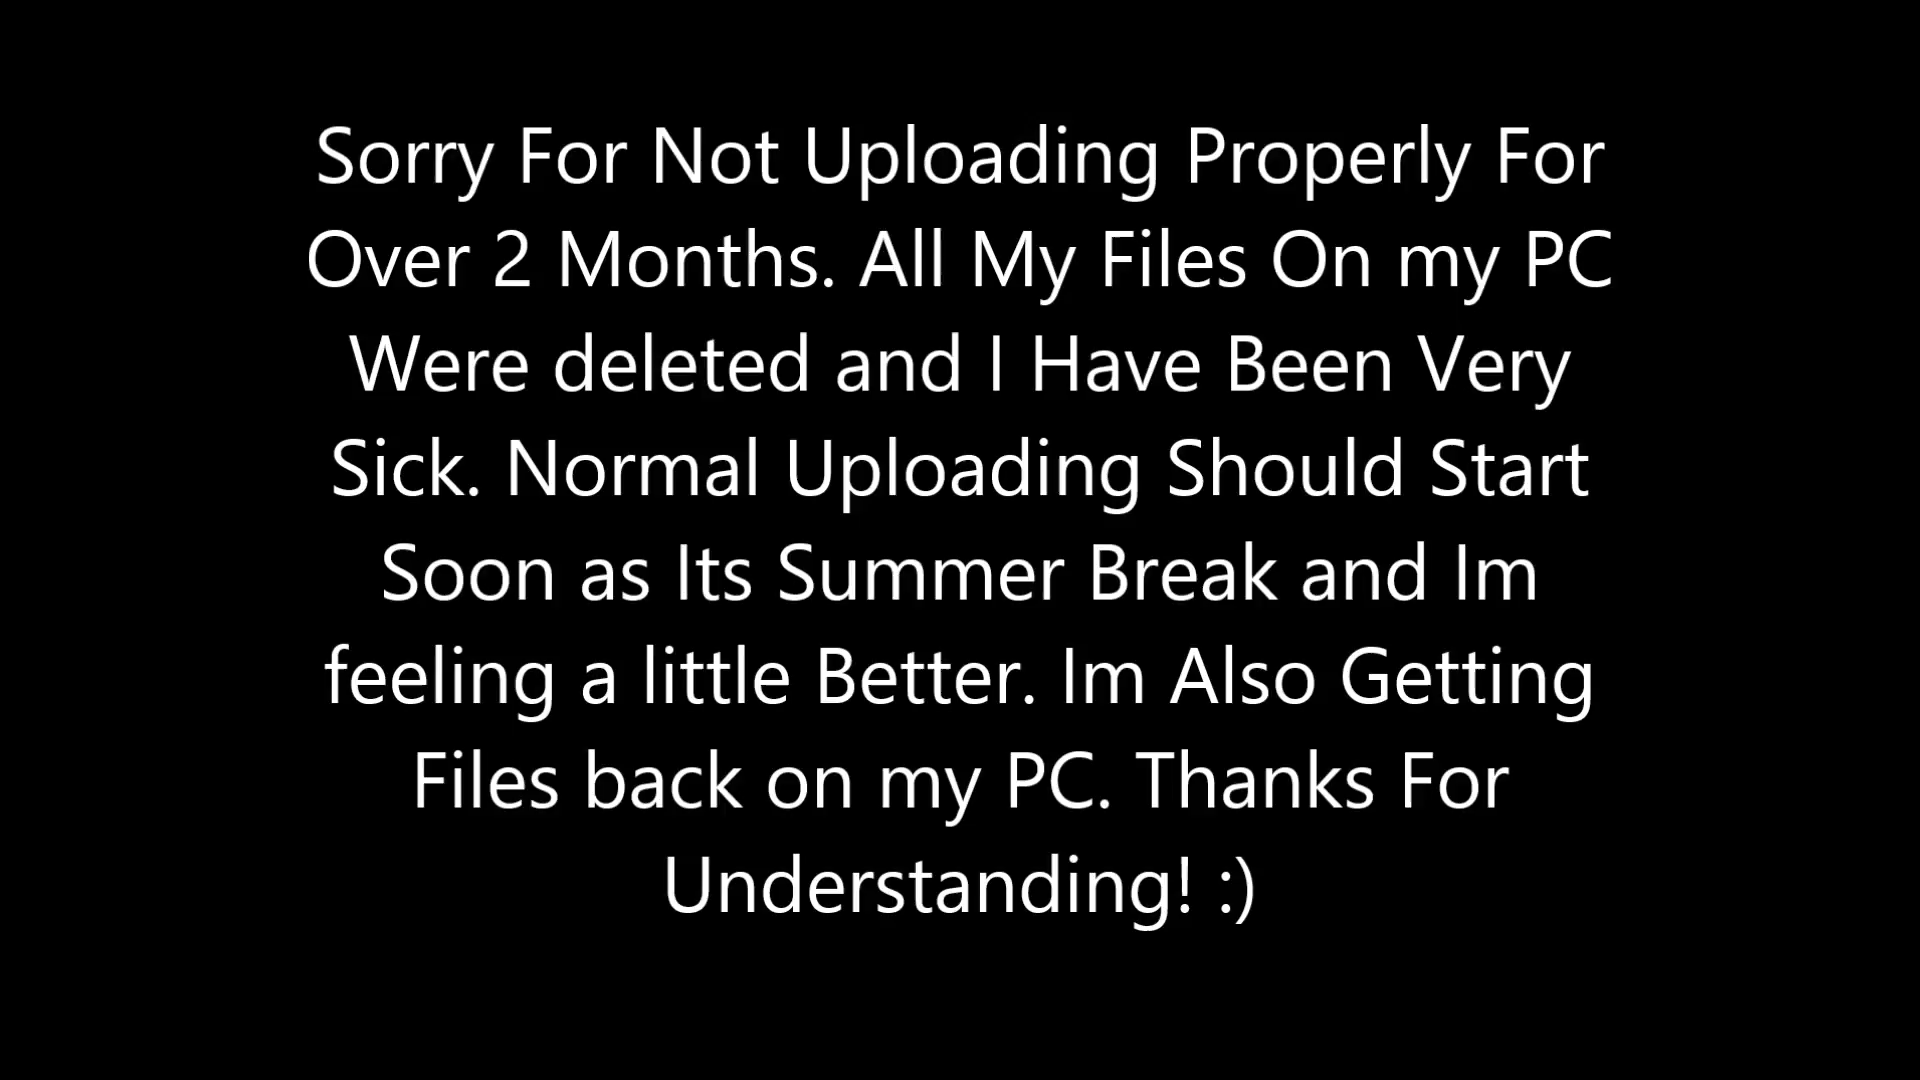 Sorry For Not Uploading Properly For
Over 2 Months. All My Files On my PC
Were deleted and I Have Been Very
Sick. Normal Uploading Should Start
Soon as Its Summer Break and Im
feeling a little Better. Im Also Getting
Files back on my PC. Thanks For
Understanding! :)